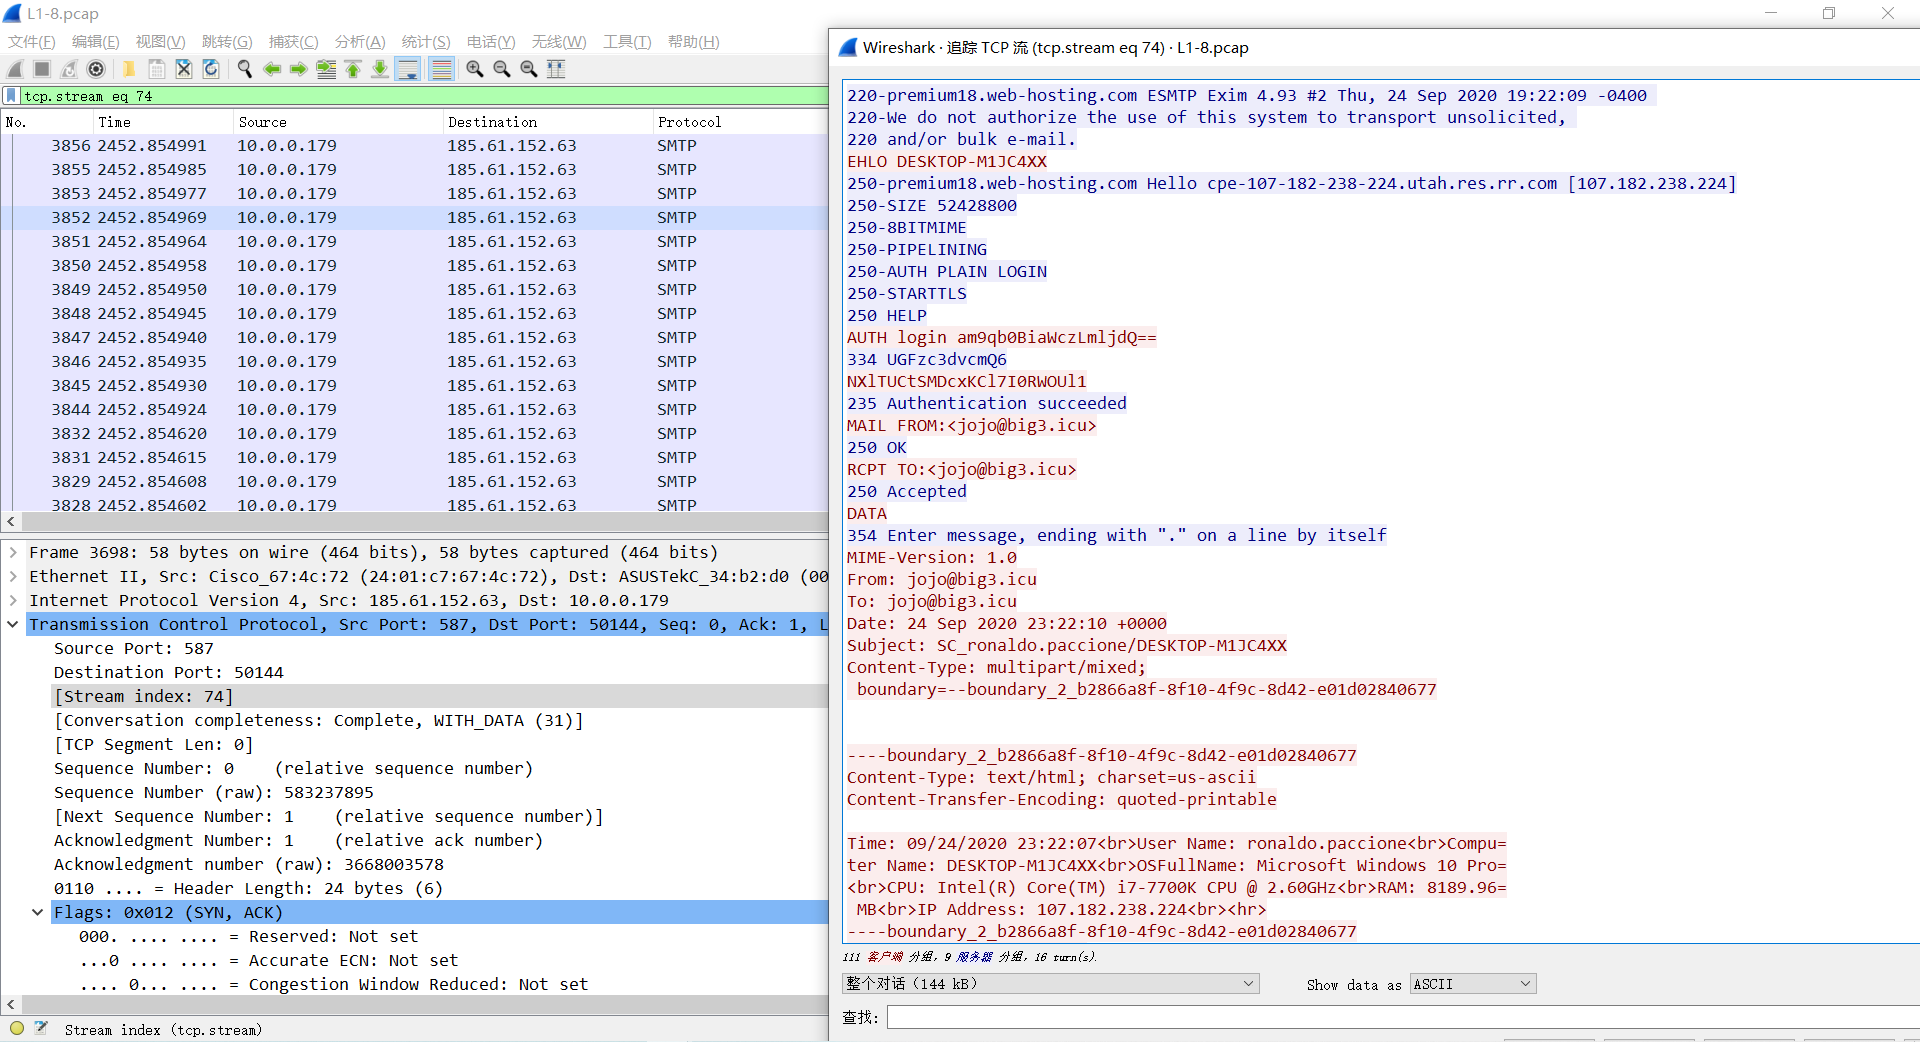 L1-8.pcap
文件(F) 编辑(E) 视图(V) 跳转(G) 捕获(C) 分析(A) 统计(S) 电话(Y) 无线(W) 工具(T) 帮助(H)
tcp.stream eq 74
No. Time Source Destination Protocol
3856 2452.854991 10.0.0.179 185.61.152.63 SMTP
3855 2452.854985 10.0.0.179 185.61.152.63 SMTP
3853 2452.854977 10.0.0.179 185.61.152.63 SMTP
3852 2452.854969 10.0.0.179 185.61.152.63 SMTP
3851 2452.854964 10.0.0.179 185.61.152.63 SMTP
3850 2452.854958 10.0.0.179 185.61.152.63 SMTP
3849 2452.854950 10.0.0.179 185.61.152.63 SMTP
3848 2452.854945 10.0.0.179 185.61.152.63 SMTP
3847 2452.854940 10.0.0.179 185.61.152.63 SMTP
3846 2452.854935 10.0.0.179 185.61.152.63 SMTP
3845 2452.854930 10.0.0.179 185.61.152.63 SMTP
3844 2452.854924 10.0.0.179 185.61.152.63 SMTP
3832 2452.854620 10.0.0.179 185.61.152.63 SMTP
3831 2452.854615 10.0.0.179 185.61.152.63 SMTP
3829 2452.854608 10.0.0.179 185.61.152.63 SMTP
3828 2452.854602 10.0.0.179 185.61.152.63 SMTP
Frame 3698: 58 bytes on wire (464 bits), 58 bytes captured (464 bits)
Ethernet II, Src: Cisco_67:4c:72 (24:01:c7:67:4c:72), Dst: ASUSTekC_34:b2:d0 (00
Internet Protocol Version 4, Src: 185.61.152.63, Dst: 10.0.0.179
Transmission Control Protocol, Src Port: 587, Dst Port: 50144, Seq: 0, Ack: 1, L
Source Port: 587
Destination Port: 50144
[Stream index: 74]
[Conversation completeness: Complete, WITH_DATA (31)]
[TCP Segment Len: 0]
Sequence Number: 0 (relative sequence number)
Sequence Number (raw): 583237895
[Next Sequence Number: 1 (relative sequence number)]
Acknowledgment Number: 1 (relative ack number)
Acknowledgment number (raw): 3668003578
0110 .... = Header Length: 24 bytes (6)
Flags: 0x012 (SYN, ACK)
000. .... .... = Reserved: Not set
...0 .... .... = Accurate ECN: Not set
.... 0... .... = Congestion Window Reduced: Not set
Stream index (tcp.stream)
Wireshark · 追踪 TCP 流 (tcp.stream eq 74) · L1-8.pcap
220-premium18.web-hosting.com ESMTP Exim 4.93 #2 Thu, 24 Sep 2020 19:22:09 -0400
220-We do not authorize the use of this system to transport unsolicited,
220 and/or bulk e-mail.
EHLO DESKTOP-M1JC4XX
250-premium18.web-hosting.com Hello cpe-107-182-238-224.utah.res.rr.com [107.182.238.224]
250-SIZE 52428800
250-8BITMIME
250-PIPELINING
250-AUTH PLAIN LOGIN
250-STARTTLS
250 HELP
AUTH login am9qb0BiaWczLmljdQ==
334 UGFzc3dvcmQ6
NXlTUCtSMDcxKCl7I0RWOUl1
235 Authentication succeeded
MAIL FROM:<jojo@big3.icu>
250 OK
RCPT TO:<jojo@big3.icu>
250 Accepted
DATA
354 Enter message, ending with "." on a line by itself
MIME-Version: 1.0
From: jojo@big3.icu
To: jojo@big3.icu
Date: 24 Sep 2020 23:22:10 +0000
Subject: SC_ronaldo.paccione/DESKTOP-M1JC4XX
Content-Type: multipart/mixed;
boundary=--boundary_2_b2866a8f-8f10-4f9c-8d42-e01d02840677
----boundary_2_b2866a8f-8f10-4f9c-8d42-e01d02840677
Content-Type: text/html; charset=us-ascii
Content-Transfer-Encoding: quoted-printable
Time: 09/24/2020 23:22:07<br>User Name: ronaldo.paccione<br>Compu=
ter Name: DESKTOP-M1JC4XX<br>OSFullName: Microsoft Windows 10 Pro=
<br>CPU: Intel(R) Core(TM) i7-7700K CPU @ 2.60GHz<br>RAM: 8189.96=
MB<br>IP Address: 107.182.238.224<br><hr>
----boundary_2_b2866a8f-8f10-4f9c-8d42-e01d02840677
111 客户端 分组, 9 服务器 分组, 16 turn(s).
整个对话 (144 kB) Show data as ASCII
查找: